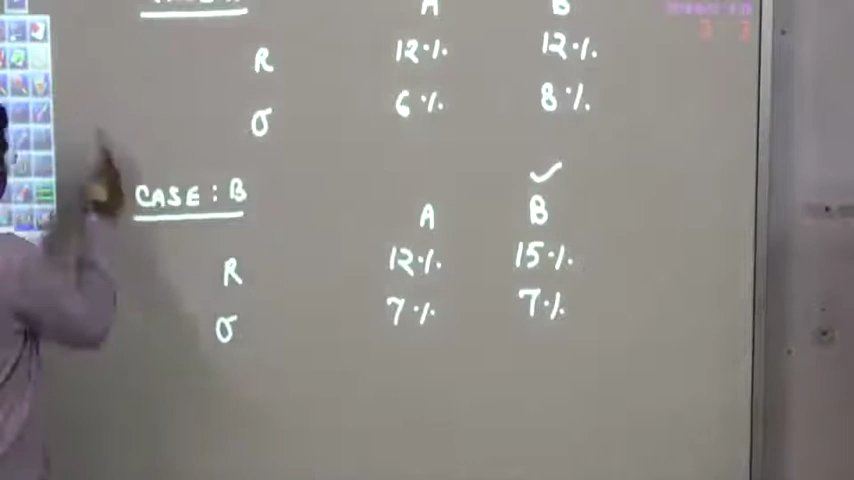 A B
R 12% 12%
σ 6% 8%
CASE : B
A B
R 12% 15%
σ 7% 7%